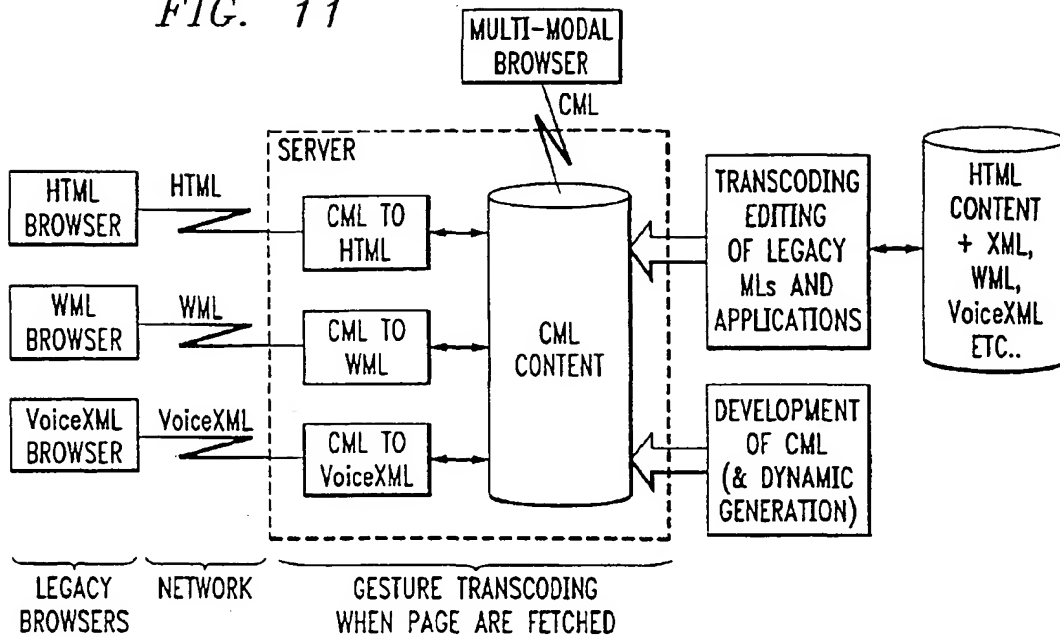 FIG. 11
MULTI-MODAL
BROWSER
CML
SERVER
HTML
BROWSER
HTML
CML TO
HTML
WML
BROWSER
WML
CML TO
WML
VoiceXML
BROWSER
VoiceXML
CML TO
VoiceXML
CML
CONTENT
TRANSCODING
EDITING
OF LEGACY
MLs AND
APPLICATIONS
HTML
CONTENT
+ XML,
WML,
VoiceXML
ETC..
DEVELOPMENT
OF CML
(& DYNAMIC
GENERATION)
LEGACY
BROWSERS
NETWORK
GESTURE TRANSCODING
WHEN PAGE ARE FETCHED